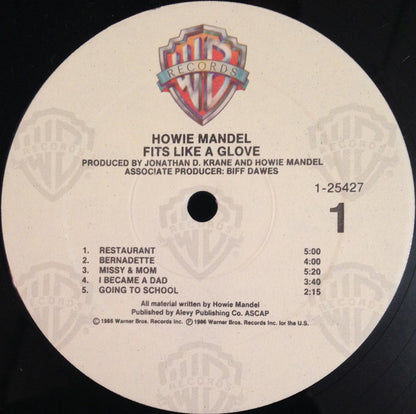 WB
RECORDS
HOWIE MANDEL
FITS LIKE A GLOVE
PRODUCED BY JONATHAN D. KRANE AND HOWIE MANDEL
ASSOCIATE PRODUCER: BIFF DAWES
1-25427
1
1. RESTAURANT 5:00
2. BERNADETTE 4:00
3. MISSY & MOM 5:20
4. I BECAME A DAD 3:40
5. GOING TO SCHOOL 2:15
All material written by Howie Mandel
Published by Alevy Publishing Co. ASCAP
©1986 Warner Bros. Records Inc. ℗1986 Warner Bros. Records Inc. for the U.S.